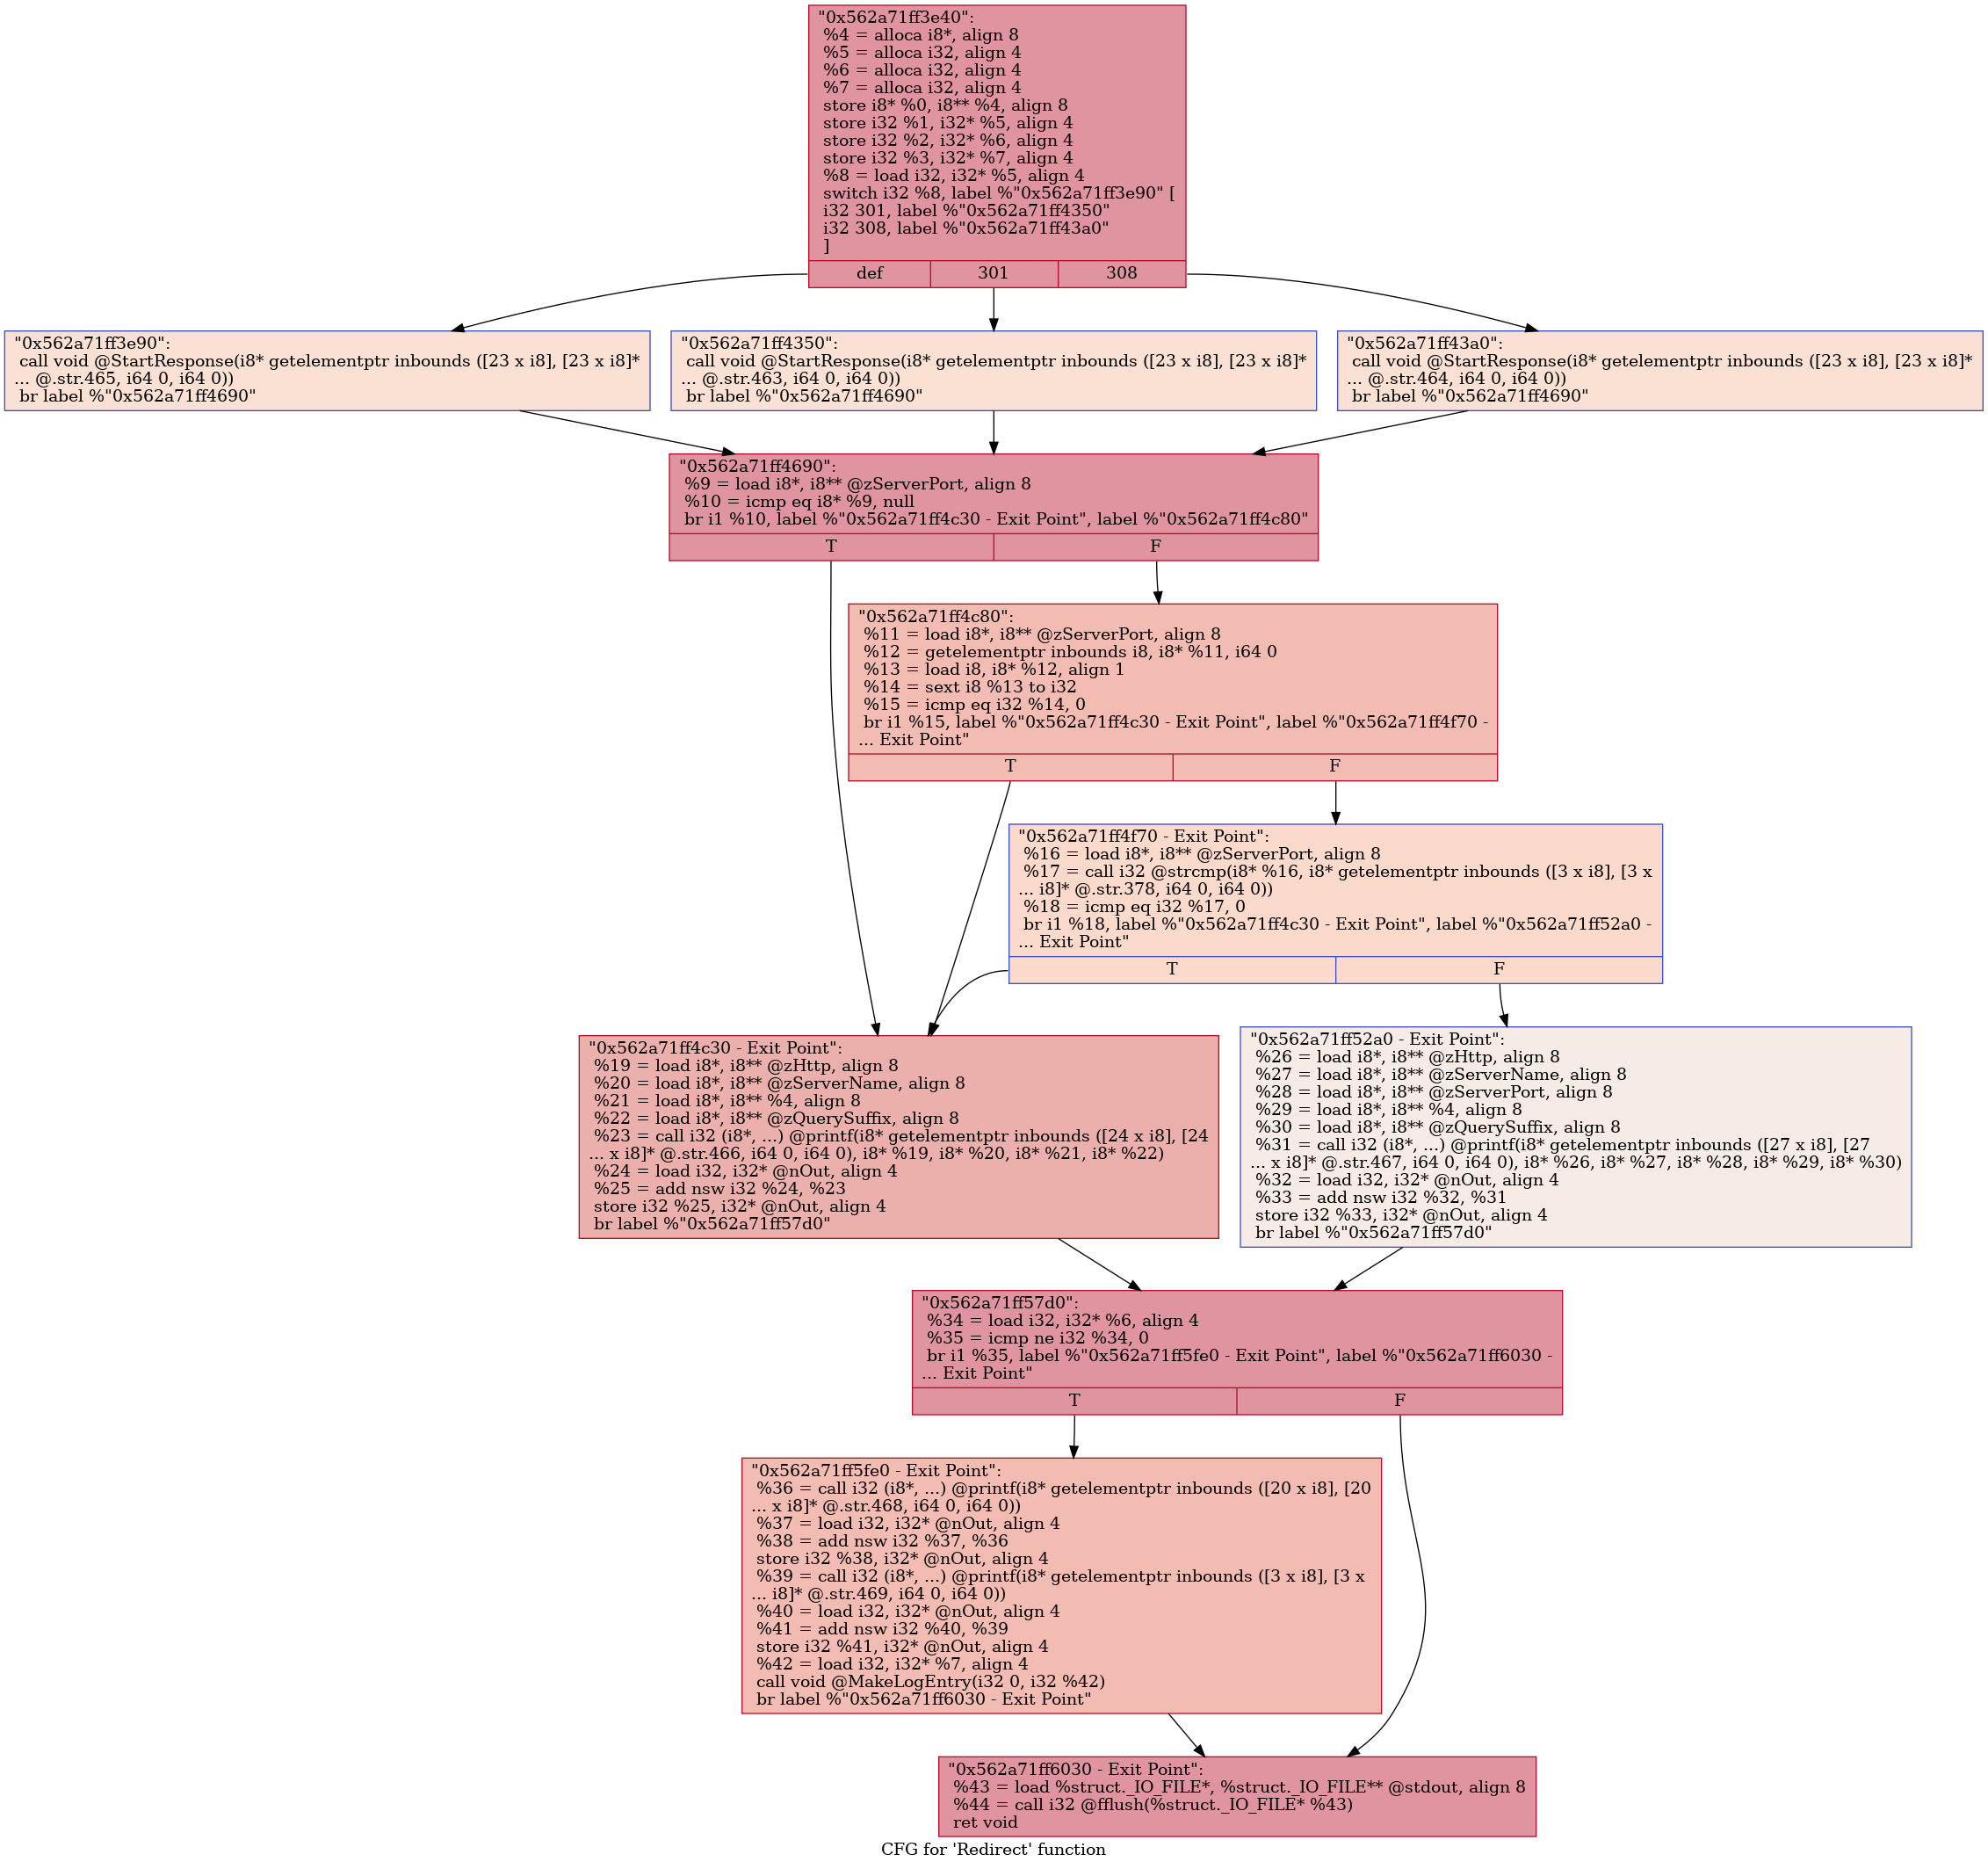 "0x562a71ff3e40":
%4 = alloca i8*, align 8
%5 = alloca i32, align 4
%6 = alloca i32, align 4
%7 = alloca i32, align 4
store i8* %0, i8** %4, align 8
store i32 %1, i32* %5, align 4
store i32 %2, i32* %6, align 4
store i32 %3, i32* %7, align 4
%8 = load i32, i32* %5, align 4
switch i32 %8, label %"0x562a71ff3e90" [
i32 301, label %"0x562a71ff4350"
i32 308, label %"0x562a71ff43a0"
]
def 301 308
"0x562a71ff3e90":
call void @StartResponse(i8* getelementptr inbounds ([23 x i8], [23 x i8]*
... @.str.465, i64 0, i64 0))
br label %"0x562a71ff4690"
"0x562a71ff4350":
call void @StartResponse(i8* getelementptr inbounds ([23 x i8], [23 x i8]*
... @.str.463, i64 0, i64 0))
br label %"0x562a71ff4690"
"0x562a71ff43a0":
call void @StartResponse(i8* getelementptr inbounds ([23 x i8], [23 x i8]*
... @.str.464, i64 0, i64 0))
br label %"0x562a71ff4690"
"0x562a71ff4690":
%9 = load i8*, i8** @zServerPort, align 8
%10 = icmp eq i8* %9, null
br i1 %10, label %"0x562a71ff4c30 - Exit Point", label %"0x562a71ff4c80"
T F
"0x562a71ff4c80":
%11 = load i8*, i8** @zServerPort, align 8
%12 = getelementptr inbounds i8, i8* %11, i64 0
%13 = load i8, i8* %12, align 1
%14 = sext i8 %13 to i32
%15 = icmp eq i32 %14, 0
br i1 %15, label %"0x562a71ff4c30 - Exit Point", label %"0x562a71ff4f70 -
... Exit Point"
T F
"0x562a71ff4f70 - Exit Point":
%16 = load i8*, i8** @zServerPort, align 8
%17 = call i32 @strcmp(i8* %16, i8* getelementptr inbounds ([3 x i8], [3 x
... i8]* @.str.378, i64 0, i64 0))
%18 = icmp eq i32 %17, 0
br i1 %18, label %"0x562a71ff4c30 - Exit Point", label %"0x562a71ff52a0 -
... Exit Point"
T F
"0x562a71ff4c30 - Exit Point":
%19 = load i8*, i8** @zHttp, align 8
%20 = load i8*, i8** @zServerName, align 8
%21 = load i8*, i8** %4, align 8
%22 = load i8*, i8** @zQuerySuffix, align 8
%23 = call i32 (i8*, ...) @printf(i8* getelementptr inbounds ([24 x i8], [24
... x i8]* @.str.466, i64 0, i64 0), i8* %19, i8* %20, i8* %21, i8* %22)
%24 = load i32, i32* @nOut, align 4
%25 = add nsw i32 %24, %23
store i32 %25, i32* @nOut, align 4
br label %"0x562a71ff57d0"
"0x562a71ff52a0 - Exit Point":
%26 = load i8*, i8** @zHttp, align 8
%27 = load i8*, i8** @zServerName, align 8
%28 = load i8*, i8** @zServerPort, align 8
%29 = load i8*, i8** %4, align 8
%30 = load i8*, i8** @zQuerySuffix, align 8
%31 = call i32 (i8*, ...) @printf(i8* getelementptr inbounds ([27 x i8], [27
... x i8]* @.str.467, i64 0, i64 0), i8* %26, i8* %27, i8* %28, i8* %29, i8* %30)
%32 = load i32, i32* @nOut, align 4
%33 = add nsw i32 %32, %31
store i32 %33, i32* @nOut, align 4
br label %"0x562a71ff57d0"
"0x562a71ff57d0":
%34 = load i32, i32* %6, align 4
%35 = icmp ne i32 %34, 0
br i1 %35, label %"0x562a71ff5fe0 - Exit Point", label %"0x562a71ff6030 -
... Exit Point"
T F
"0x562a71ff5fe0 - Exit Point":
%36 = call i32 (i8*, ...) @printf(i8* getelementptr inbounds ([20 x i8], [20
... x i8]* @.str.468, i64 0, i64 0))
%37 = load i32, i32* @nOut, align 4
%38 = add nsw i32 %37, %36
store i32 %38, i32* @nOut, align 4
%39 = call i32 (i8*, ...) @printf(i8* getelementptr inbounds ([3 x i8], [3 x
... i8]* @.str.469, i64 0, i64 0))
%40 = load i32, i32* @nOut, align 4
%41 = add nsw i32 %40, %39
store i32 %41, i32* @nOut, align 4
%42 = load i32, i32* %7, align 4
call void @MakeLogEntry(i32 0, i32 %42)
br label %"0x562a71ff6030 - Exit Point"
"0x562a71ff6030 - Exit Point":
%43 = load %struct._IO_FILE*, %struct._IO_FILE** @stdout, align 8
%44 = call i32 @fflush(%struct._IO_FILE* %43)
ret void
CFG for 'Redirect' function